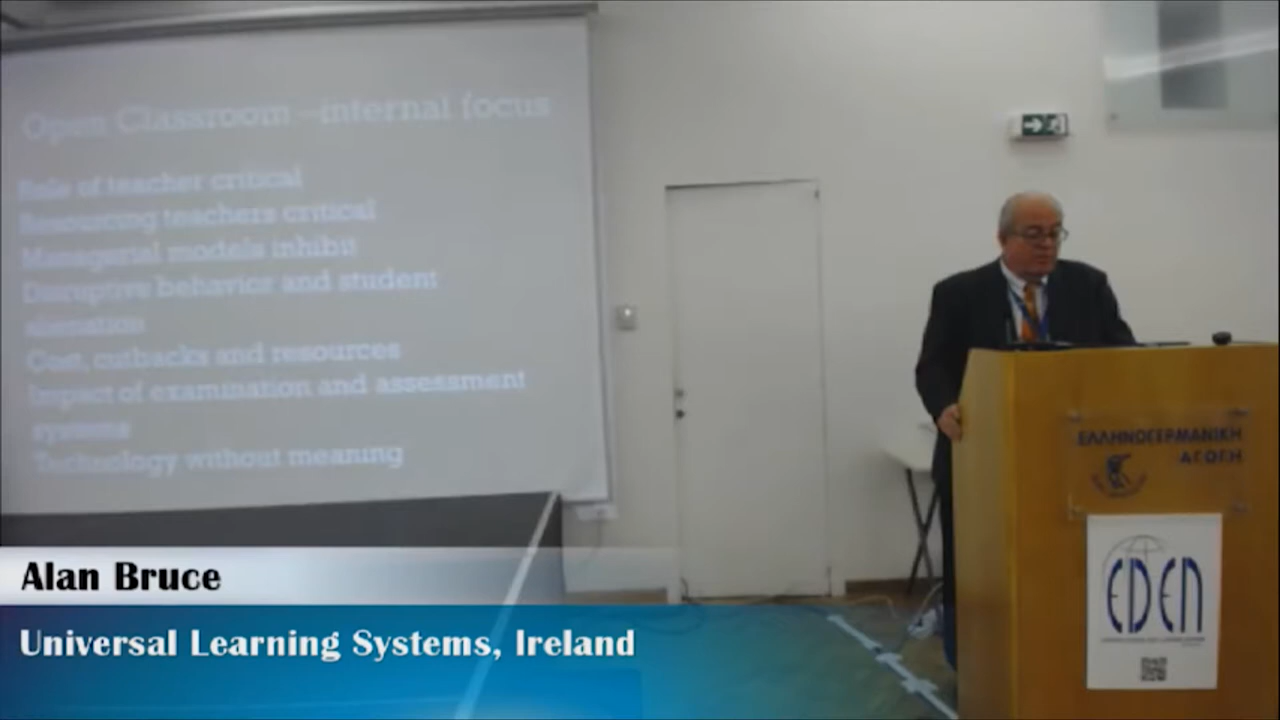 Open Classroom – internal focus
Role of teacher critical
Resourcing teachers critical
Managerial models inhibit
Disruptive behavior and student
alienation
Cost, cutbacks and resources
Impact of examination and assessment
systems
Technology without meaning
ΕΛΛΗΝΟΓΕΡΜΑΝΙΚΗ
ΑΓΩΓΗ
EDEN
Alan Bruce
Universal Learning Systems, Ireland